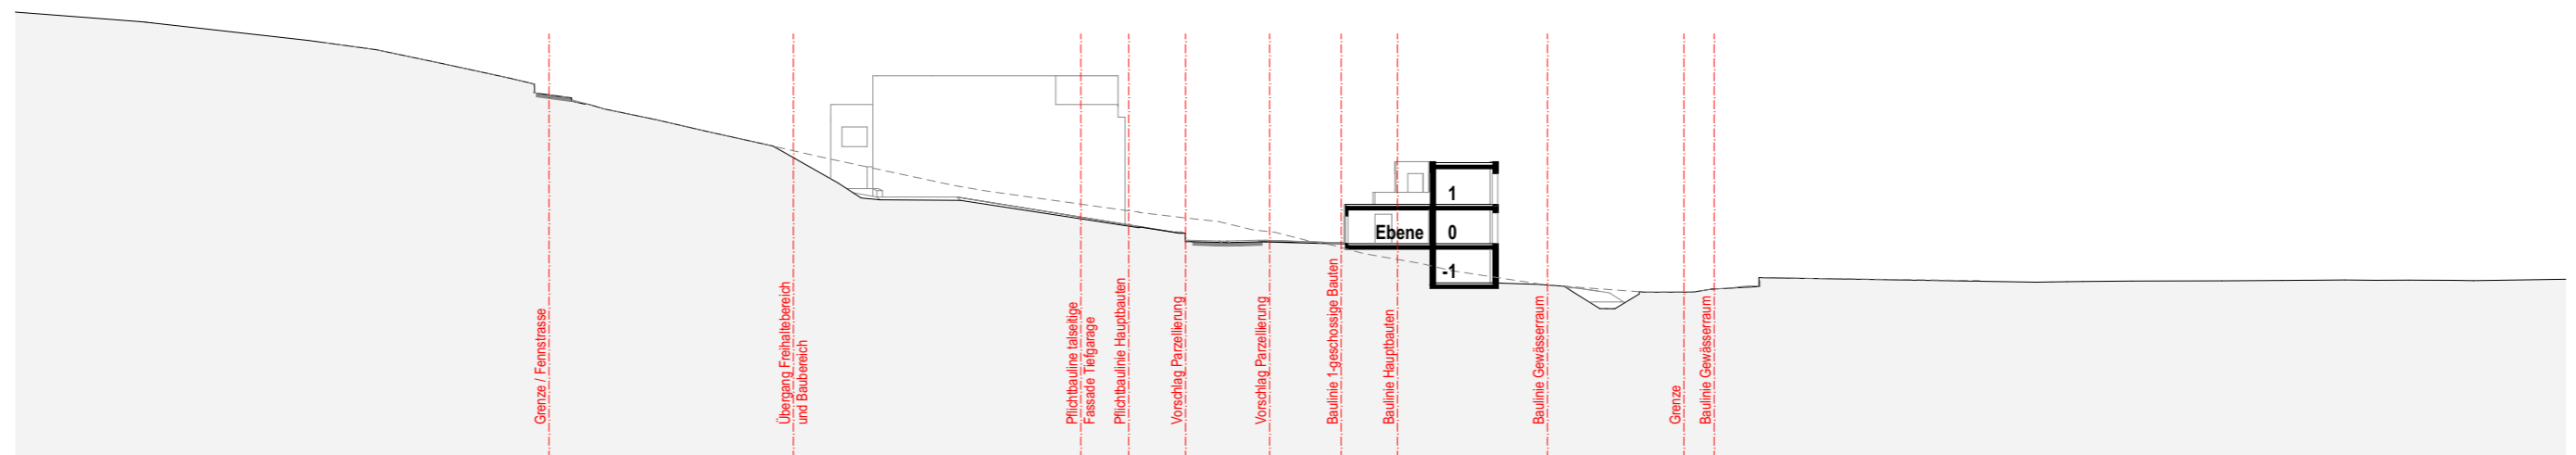 1
Ebene 0
-1
Grenze / Fennstrasse
Übergang Freihaltebereich
und Baubereich
Pflichtbauline talseitige
Fassade Tiefgarage
Pflichtbaulinie Hauptbauten
Vorschlag Parzellierung
Vorschlag Parzellierung
Baulinie 1-geschossige Bauten
Baulinie Hauptbauten
Baulinie Gewässerraum
Grenze
Baulinie Gewässerraum